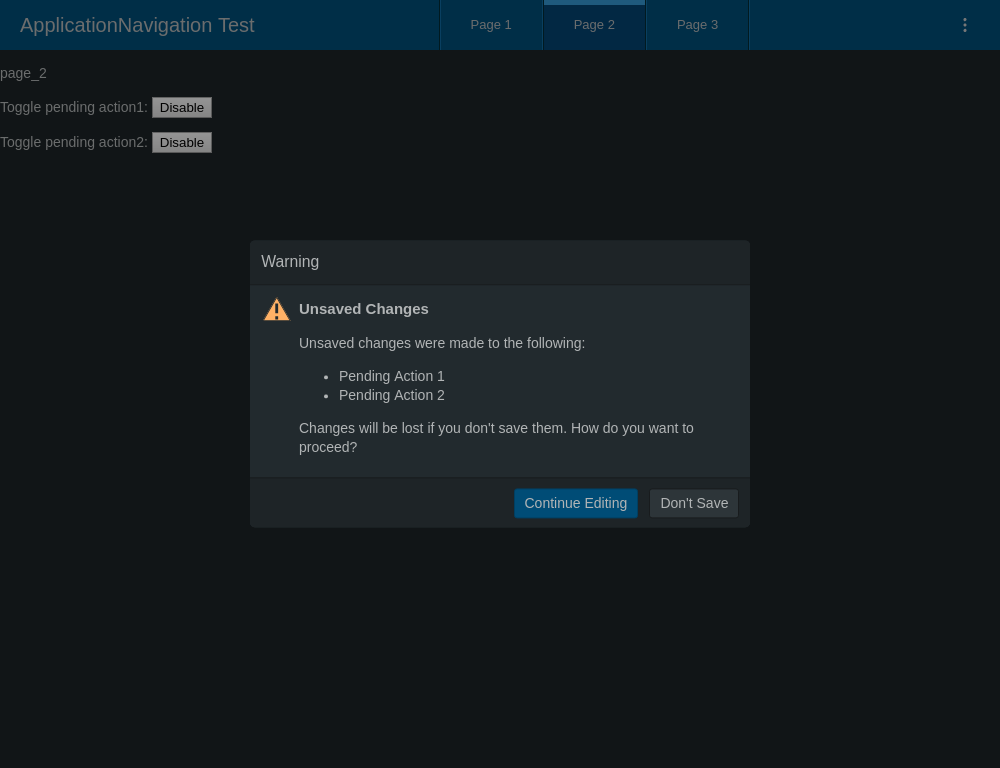 ApplicationNavigation Test
Page 1
Page 2
Page 3
page_2
Toggle pending action1: Disable
Toggle pending action2: Disable
Warning
Unsaved Changes
Unsaved changes were made to the following:
• Pending Action 1
• Pending Action 2
Changes will be lost if you don't save them. How do you want to
proceed?
Continue Editing
Don't Save